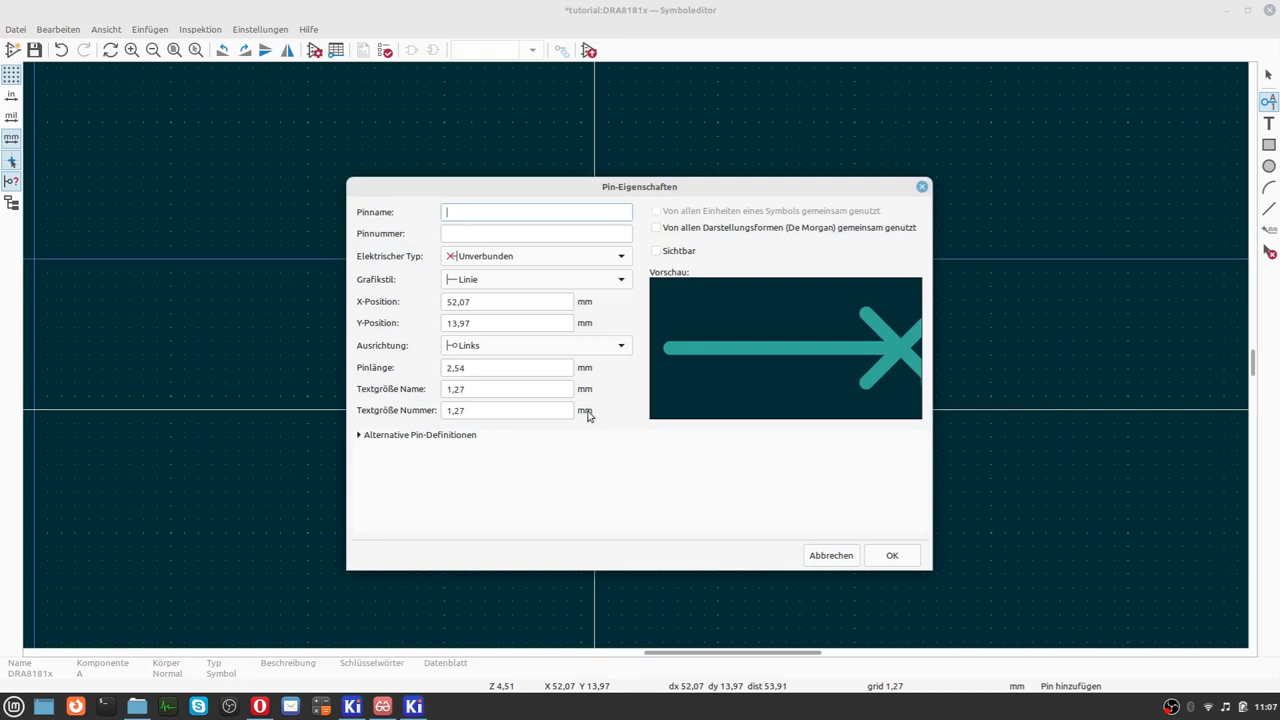 *tutorial:DRA8181x — Symboleditor
Datei Bearbeiten Ansicht Einfügen Inspektion Einstellungen Hilfe
in
mil
mm
T
Pin-Eigenschaften
Pinname:
Pinnummer:
Elektrischer Typ: Unverbunden
Grafikstil: Linie
X-Position: 52,07 mm
Y-Position: 13,97 mm
Ausrichtung: Links
Pinlänge: 2,54 mm
Textgröße Name: 1,27 mm
Textgröße Nummer: 1,27 mm
Alternative Pin-Definitionen
Von allen Einheiten eines Symbols gemeinsam genutzt
Von allen Darstellungsformen (De Morgan) gemeinsam genutzt
Sichtbar
Vorschau:
Abbrechen OK
Name Komponente Körper Typ Beschreibung Schlüsselwörter Datenblatt
DRA8181x A Normal Symbol
Z 4,51 X 52,07 Y 13,97 dx 52,07 dy 13,97 dist 53,91 grid 1,27 mm Pin hinzufügen
Ki Ki 11:07